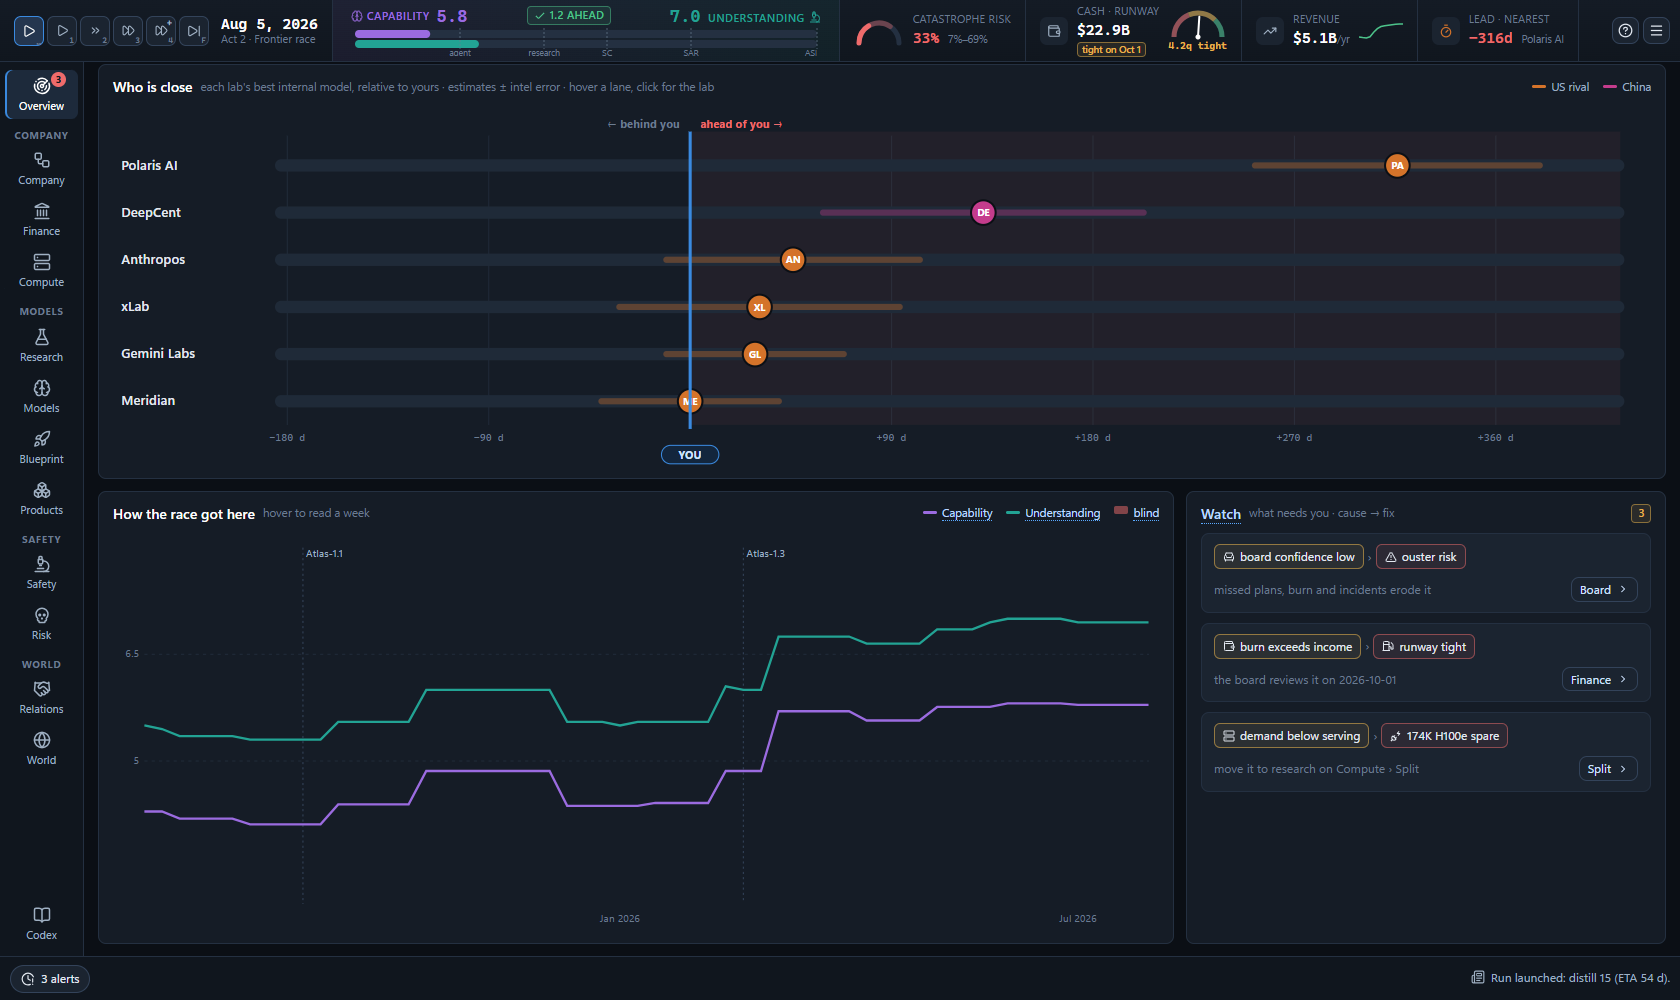 1
2
3
4
F
Aug 5, 2026
Act 2 · Frontier race
CAPABILITY 5.8
1.2 AHEAD
7.0 UNDERSTANDING
agent
research
SC
SAR
ASI
CATASTROPHE RISK
33% 7%–69%
CASH · RUNWAY
$22.9B
tight on Oct 1
4.2q tight
REVENUE
$5.1B/yr
LEAD · NEAREST
−316d Polaris AI
3
Overview
COMPANY
Company
Finance
Compute
MODELS
Research
Models
Blueprint
Products
SAFETY
Safety
Risk
WORLD
Relations
World
Codex
Who is close each lab's best internal model, relative to yours · estimates ± intel error · hover a lane, click for the lab
US rival
China
← behind you
ahead of you →
Polaris AI
PA
DeepCent
DE
Anthropos
AN
xLab
XL
Gemini Labs
GL
Meridian
ME
−180 d
−90 d
+90 d
+180 d
+270 d
+360 d
YOU
How the race got here hover to read a week
Capability
Understanding
blind
Atlas-1.1
Atlas-1.3
6.5
5
Jan 2026
Jul 2026
Watch what needs you · cause → fix
3
board confidence low › ouster risk
missed plans, burn and incidents erode it
Board ›
burn exceeds income › runway tight
the board reviews it on 2026-10-01
Finance ›
demand below serving › 174K H100e spare
move it to research on Compute › Split
Split ›
3 alerts
Run launched: distill 15 (ETA 54 d).